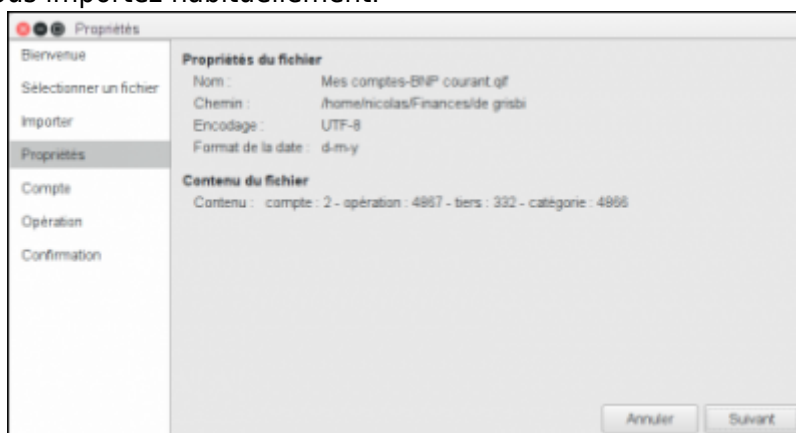 ous importez habituellement.
Propriétés
Bienvenue
Sélectionner un fichier
Importer
Propriétés
Compte
Opération
Confirmation
Propriétés du fichier
Nom : Mes comptes-BNP courant.qif
Chemin : /home/nicolas/Finances/de grisbi
Encodage : UTF-8
Format de la date : d-m-y
Contenu du fichier
Contenu : compte : 2 - opération : 4867 - tiers : 332 - catégorie : 4866
Annuler Suivant